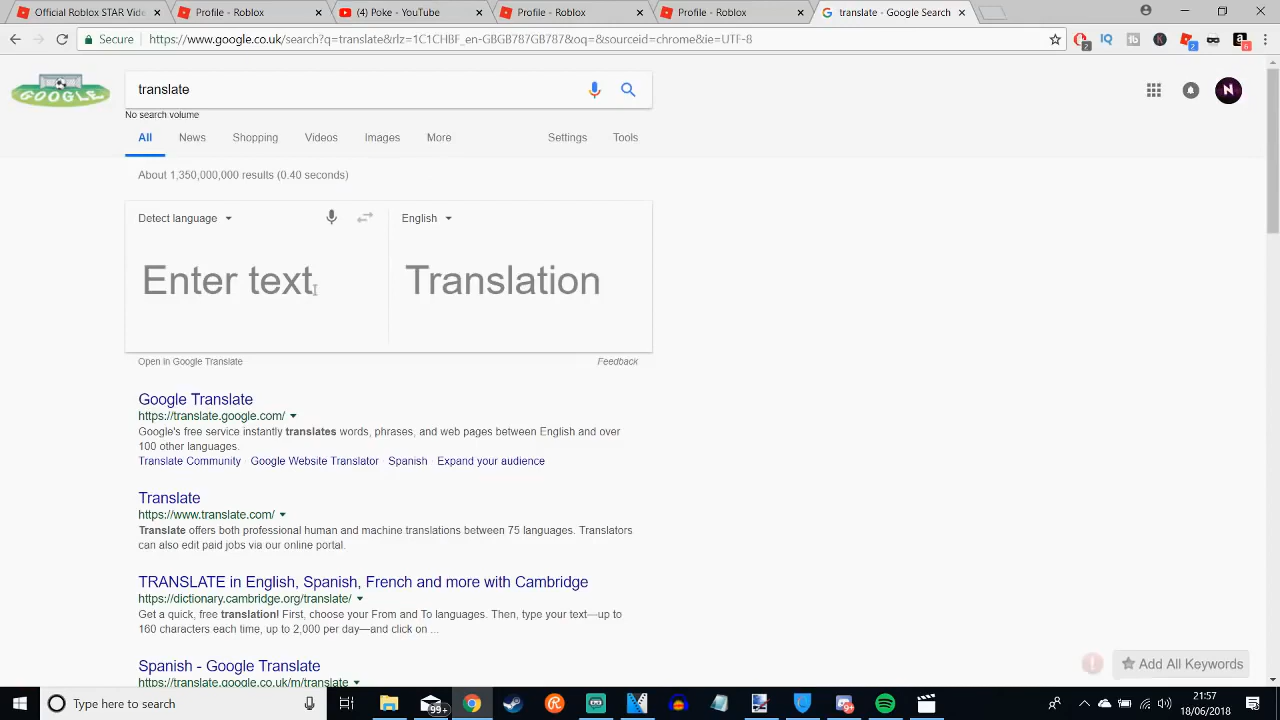 Official Roblox STAR Vide
Profile - Roblox
(4) Poke - YouTube
Profile - Roblox
Profile - Roblox
translate - Google Search
Secure
https://www.google.co.uk/search?q=translate&rlz=1C1CHBF_en-GBGB787GB787&oq=&sourceid=chrome&ie=UTF-8
2
IQ
2
6
GOOGLE
translate
N
No search volume
All News Shopping Videos Images More Settings Tools
About 1,350,000,000 results (0.40 seconds)
Detect language English
Enter text Translation
Open in Google Translate Feedback
Google Translate
https://translate.google.com/
Google's free service instantly translates words, phrases, and web pages between English and over
100 other languages.
Translate Community · Google Website Translator · Spanish · Expand your audience
Translate
https://www.translate.com/
Translate offers both professional human and machine translations between 75 languages. Translators
can also edit paid jobs via our online portal.
TRANSLATE in English, Spanish, French and more with Cambridge
https://dictionary.cambridge.org/translate/
Get a quick, free translation! First, choose your From and To languages. Then, type your text—up to
160 characters each time, up to 2,000 per day—and click on ...
Spanish - Google Translate
https://translate.google.co.uk/m/translate
Add All Keywords
Type here to search
99+
21:57
18/06/2018